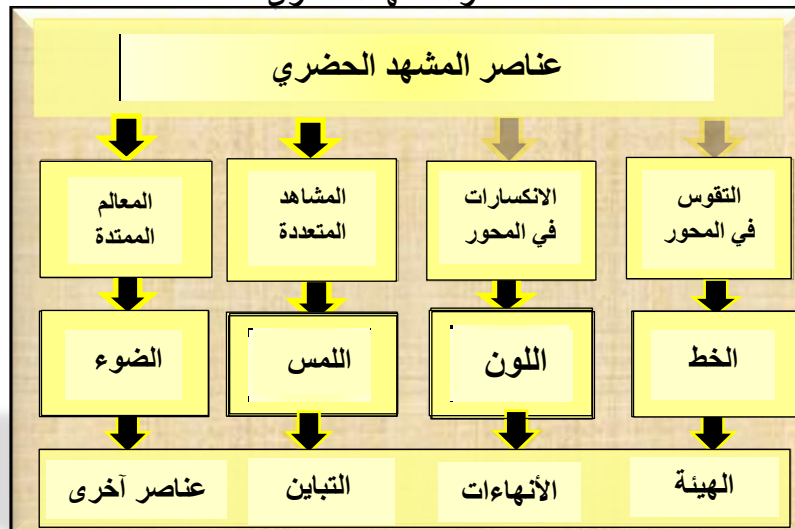 عناصر المشهد الحضري
التقوس
في المحور
الانكسارات
في المحور
المشاهد
المتعددة
المعالم
الممتدة
الخط
اللون
اللمس
الضوء
الهيئة
الأنهاءات
التباين
عناصر آخرى